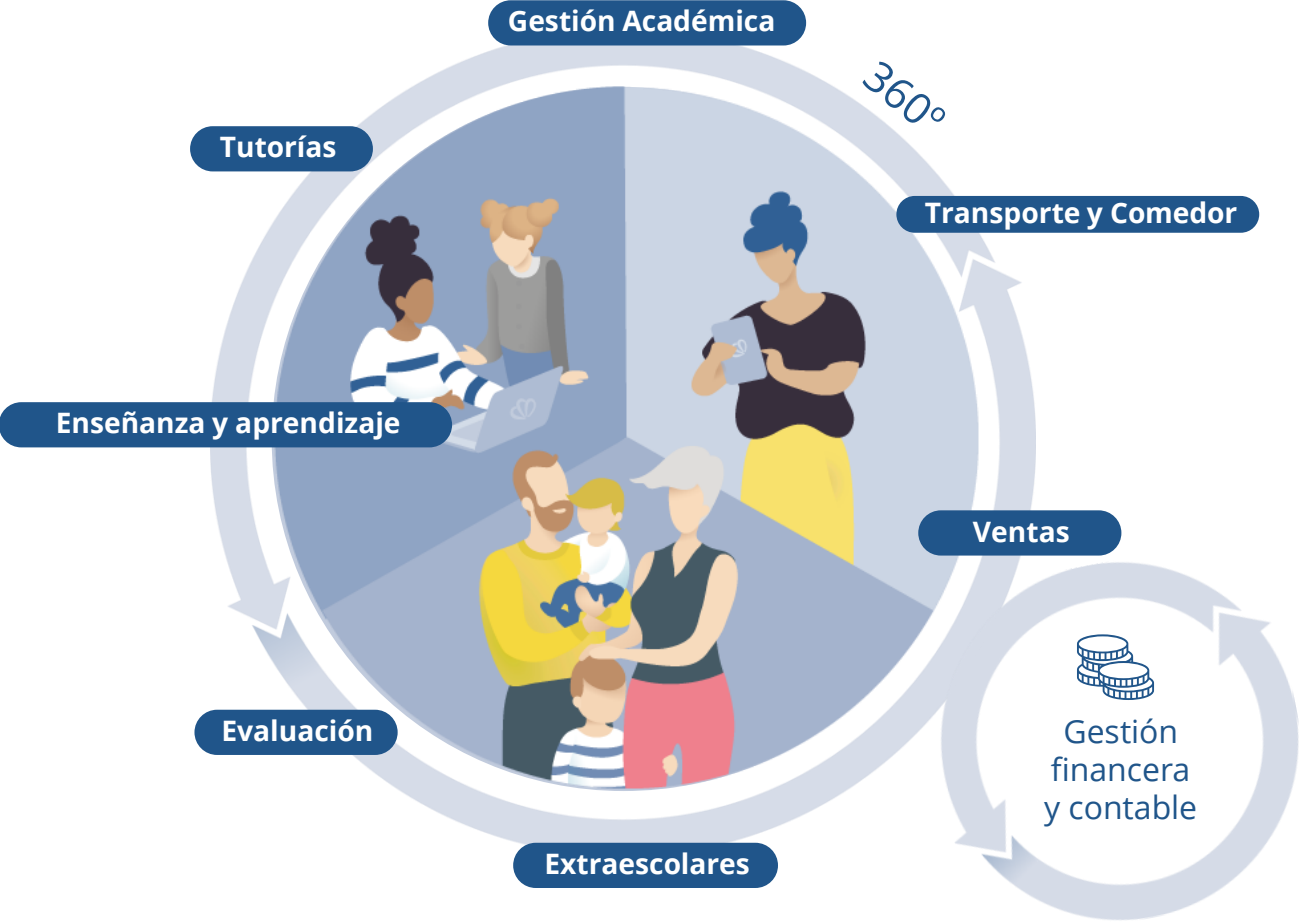 Gestión Académica
360º
Tutorías
Transporte y Comedor
Enseñanza y aprendizaje
Ventas
Gestión
financera
y contable
Evaluación
Extraescolares